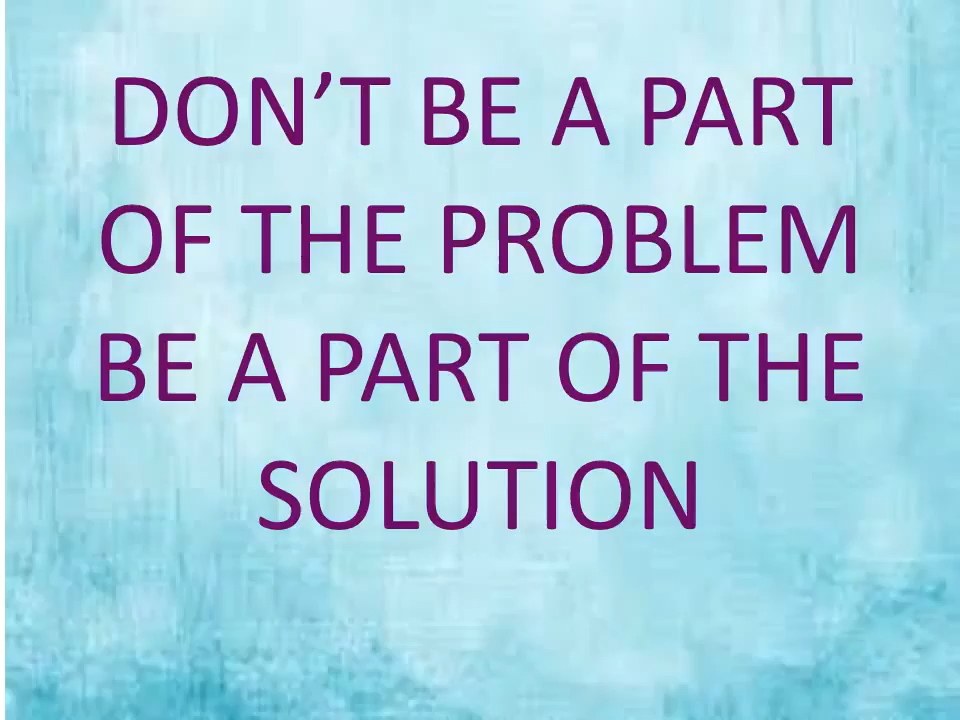 DON’T BE A PART
OF THE PROBLEM
BE A PART OF THE
SOLUTION